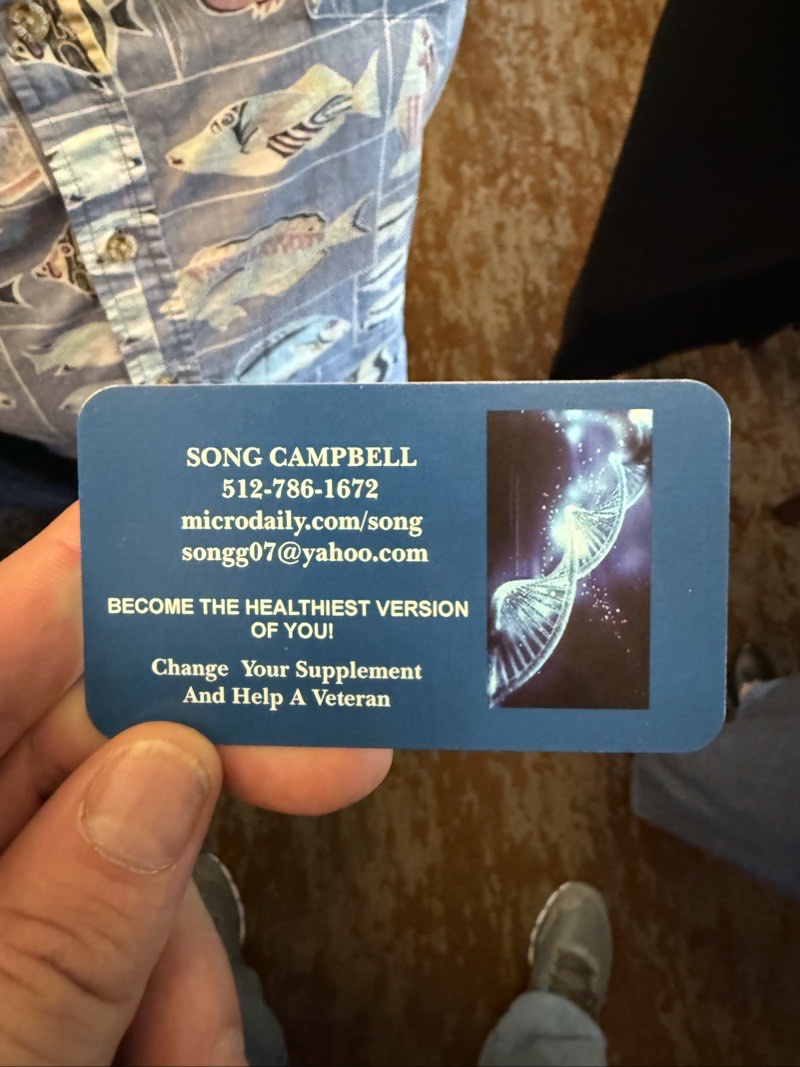 SONG CAMPBELL
512-786-1672
microdaily.com/song
songg07@yahoo.com
BECOME THE HEALTHIEST VERSION
OF YOU!
Change Your Supplement
And Help A Veteran